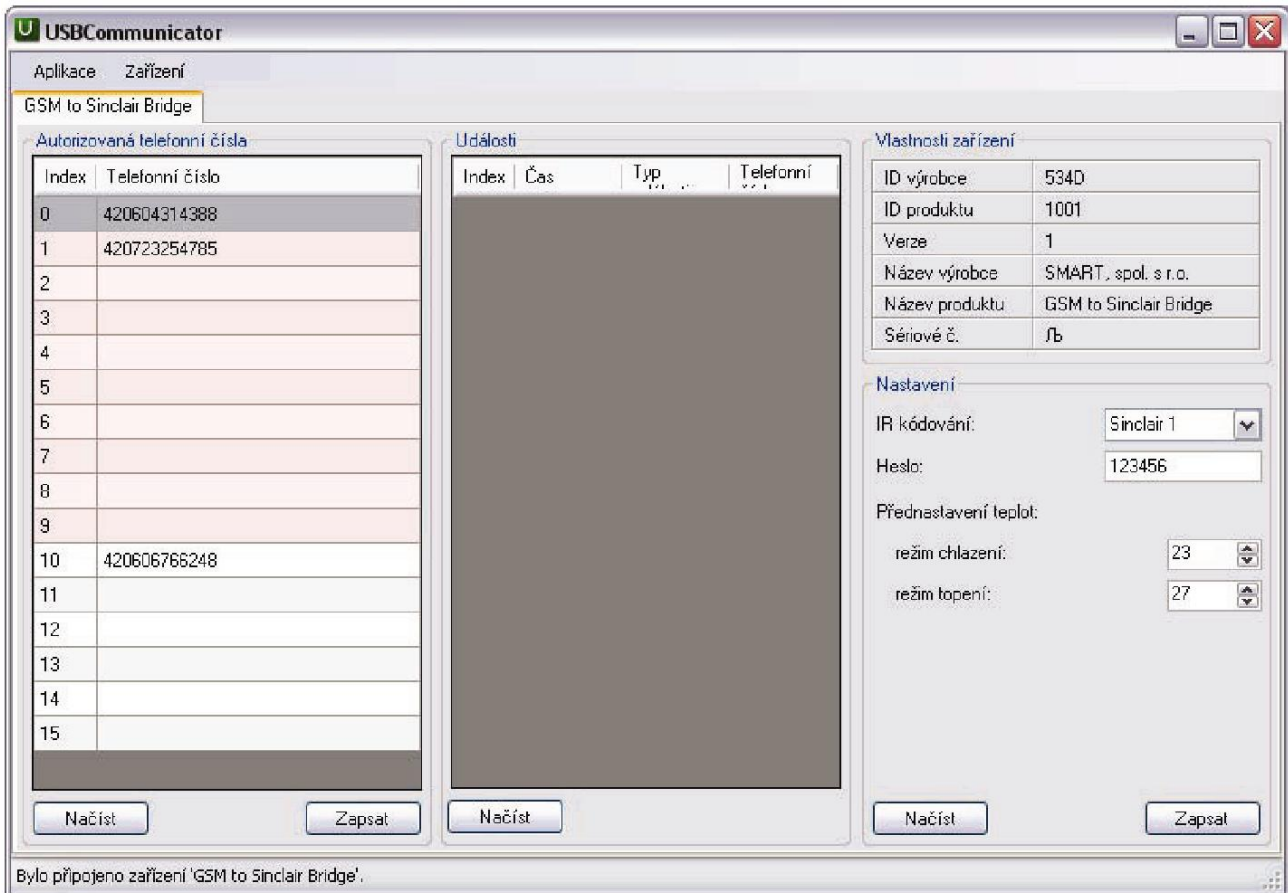 USBCommunicator
Aplikace Zařízení
GSM to Sinclair Bridge
Autorizovaná telefonní čísla
Index Telefonní číslo
0 420604314388
1 420723254785
2
3
4
5
6
7
8
9
10 420606766248
11
12
13
14
15
Načíst Zapsat
Události
Index Čas Typ Telefonní
Načíst
Vlastnosti zařízení
ID výrobce 534D
ID produktu 1001
Verze 1
Název výrobce SMART, spol. s r.o.
Název produktu GSM to Sinclair Bridge
Sériové č.
Nastavení
IR kódování: Sinclair 1
Heslo: 123456
Přednastavení teplot:
režim chlazení: 23
režim topení: 27
Načíst Zapsat
Bylo připojeno zařízení 'GSM to Sinclair Bridge'.